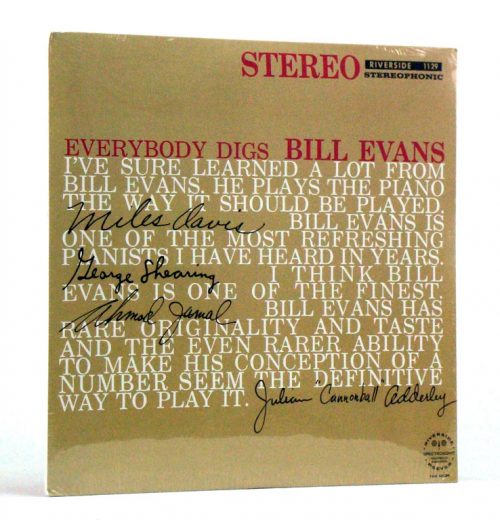 STEREO RIVERSIDE 1129
STEREOPHONIC
EVERYBODY DIGS BILL EVANS
I'VE SURE LEARNED A LOT FROM
BILL EVANS. HE PLAYS THE PIANO
THE WAY IT SHOULD BE PLAYED.
Miles Davis BILL EVANS IS
ONE OF THE MOST REFRESHING
PIANISTS I HAVE HEARD IN YEARS.
George Shearing I THINK BILL
EVANS IS ONE OF THE FINEST.
Ahmad Jamal BILL EVANS HAS
RARE ORIGINALITY AND TASTE
AND THE EVEN RARER ABILITY
TO MAKE HIS CONCEPTION OF A
NUMBER SEEM THE DEFINITIVE
WAY TO PLAY IT. Julian "Cannonball" Adderley
RIVERSIDE
REEVES